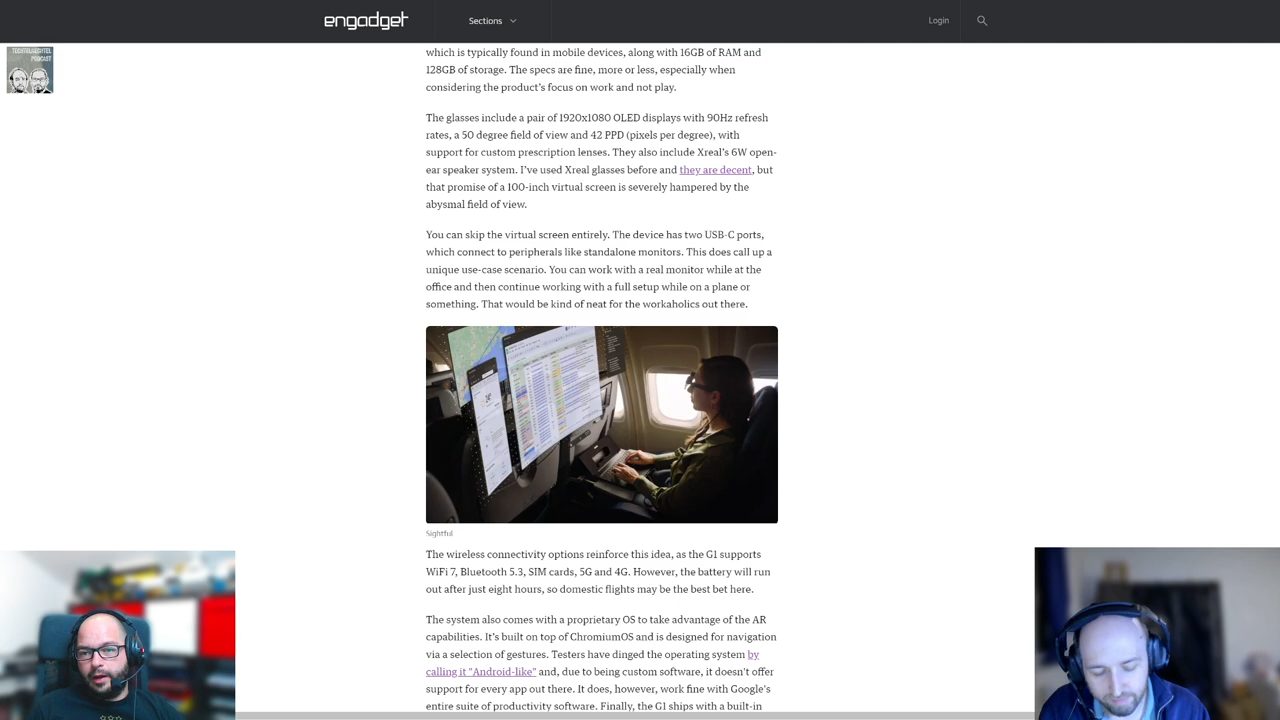 engadget
Sections
Login
TECHTELMECHTEL
PODCAST
which is typically found in mobile devices, along with 16GB of RAM and
128GB of storage. The specs are fine, more or less, especially when
considering the product's focus on work and not play.
The glasses include a pair of 1920x1080 OLED displays with 90Hz refresh
rates, a 50 degree field of view and 42 PPD (pixels per degree), with
support for custom prescription lenses. They also include Xreal's 6W open-
ear speaker system. I've used Xreal glasses before and they are decent, but
that promise of a 100-inch virtual screen is severely hampered by the
abysmal field of view.
You can skip the virtual screen entirely. The device has two USB-C ports,
which connect to peripherals like standalone monitors. This does call up a
unique use-case scenario. You can work with a real monitor while at the
office and then continue working with a full setup while on a plane or
something. That would be kind of neat for the workaholics out there.
Sightful
The wireless connectivity options reinforce this idea, as the G1 supports
WiFi 7, Bluetooth 5.3, SIM cards, 5G and 4G. However, the battery will run
out after just eight hours, so domestic flights may be the best bet here.
The system also comes with a proprietary OS to take advantage of the AR
capabilities. It's built on top of ChromiumOS and is designed for navigation
via a selection of gestures. Testers have dinged the operating system by
calling it "Android-like" and, due to being custom software, it doesn't offer
support for every app out there. It does, however, work fine with Google's
entire suite of productivity software. Finally, the G1 ships with a built-in